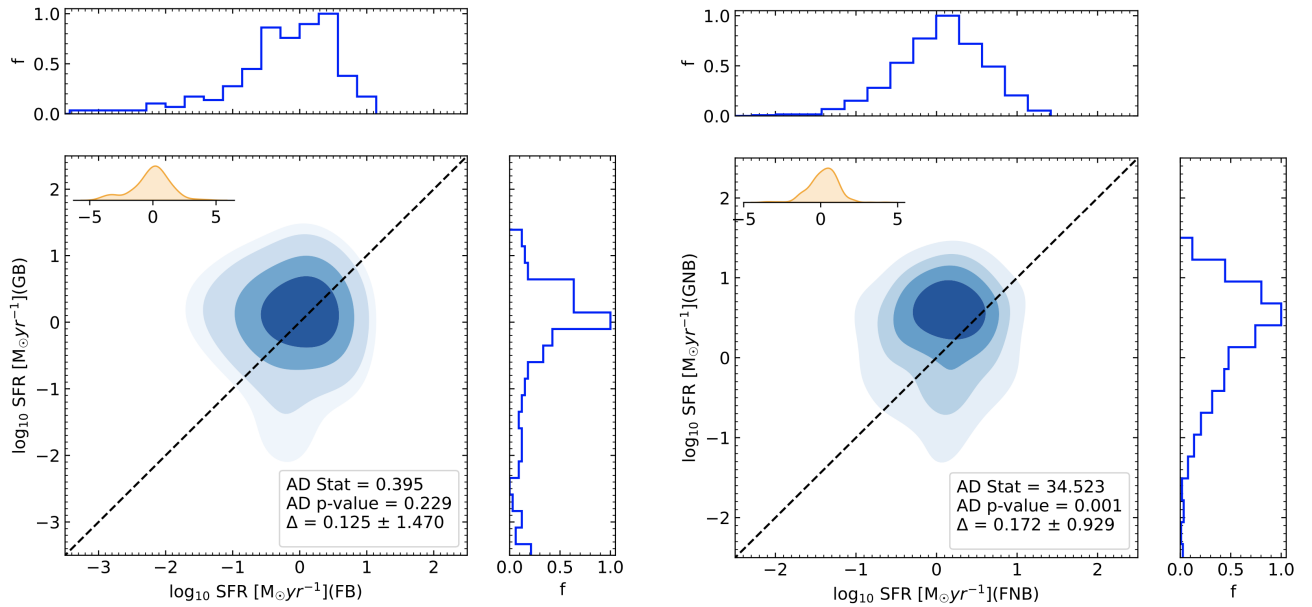 1.0
0.5
0.0
f
2
1
0
−1
−2
−3
log₁₀ SFR [M⊙yr⁻¹](GB)
−5 0 5
AD Stat = 0.395
AD p-value = 0.229
Δ = 0.125 ± 1.470
−3 −2 −1 0 1 2
log₁₀ SFR [M⊙yr⁻¹](FB)
0.0 0.5 1.0
f
1.0
0.5
0.0
f
2
1
0
−1
−2
log₁₀ SFR [M⊙yr⁻¹](GNB)
−5 0 5
AD Stat = 34.523
AD p-value = 0.001
Δ = 0.172 ± 0.929
−2 −1 0 1 2
log₁₀ SFR [M⊙yr⁻¹](FNB)
0.0 0.5 1.0
f